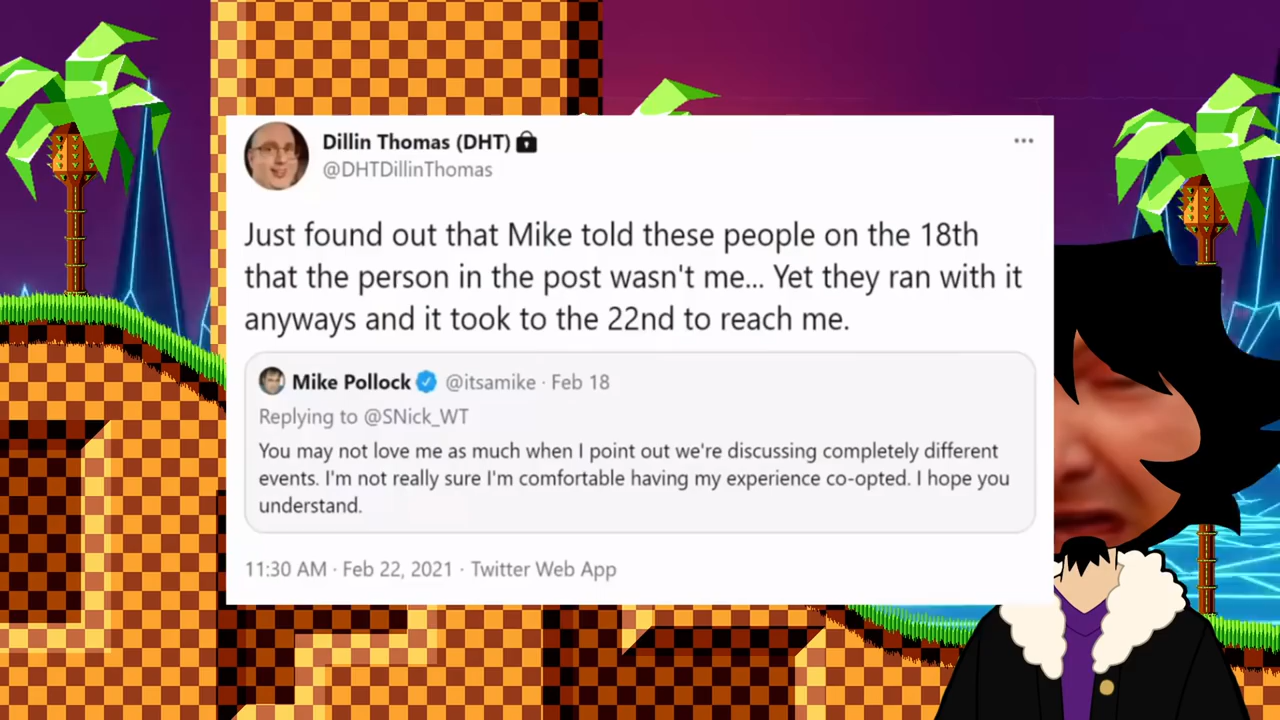 Dillin Thomas (DHT)
@DHTDillinThomas
Just found out that Mike told these people on the 18th
that the person in the post wasn't me... Yet they ran with it
anyways and it took to the 22nd to reach me.
Mike Pollock @itsamike · Feb 18
Replying to @SNick_WT
You may not love me as much when I point out we're discussing completely different
events. I'm not really sure I'm comfortable having my experience co-opted. I hope you
understand.
11:30 AM · Feb 22, 2021 · Twitter Web App